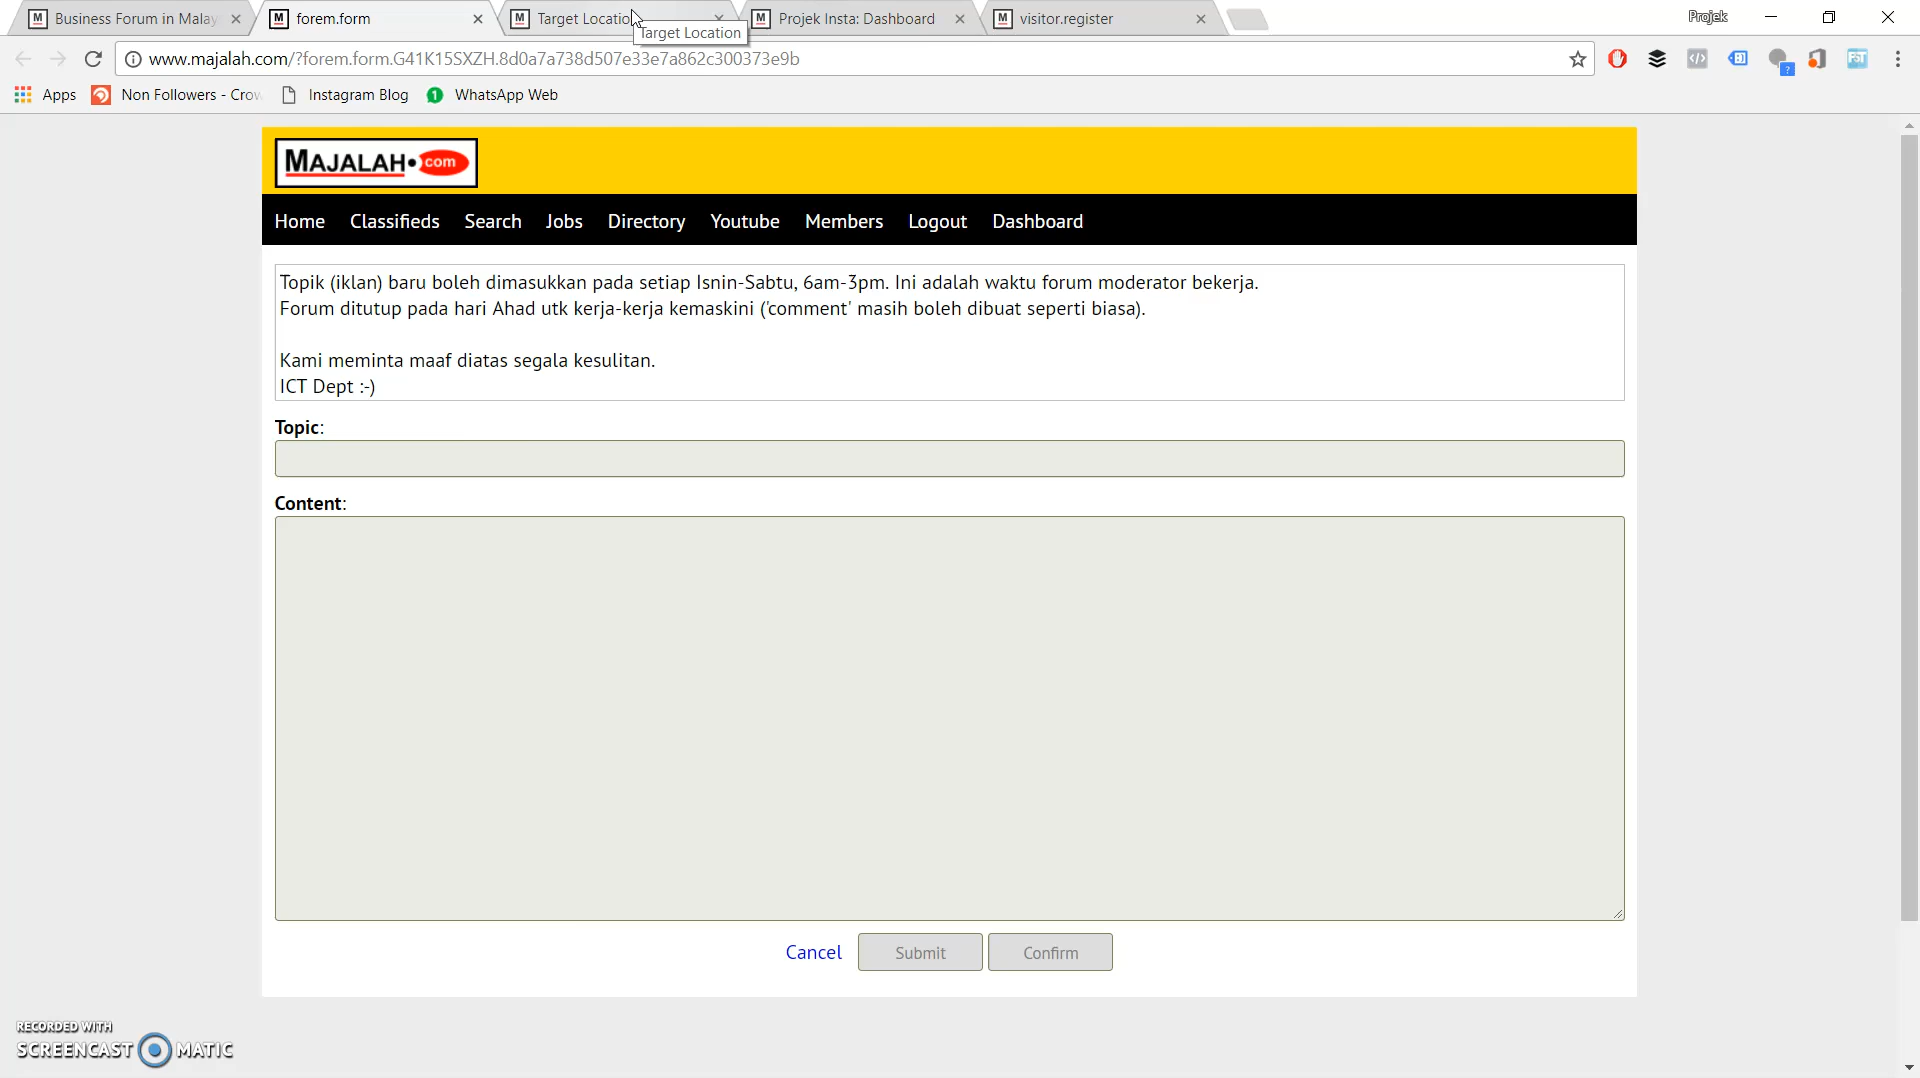 Business Forum in Malay
forem.form
Target Locatio
Projek Insta: Dashboard
visitor.register
Projek
Target Location
www.majalah.com/?forem.form.G41K15SXZH.8d0a7a738d507e33e7a862c300373e9b
Apps
Non Followers - Crow
Instagram Blog
WhatsApp Web
MAJALAH•com
Home Classifieds Search Jobs Directory Youtube Members Logout Dashboard
Topik (iklan) baru boleh dimasukkan pada setiap Isnin-Sabtu, 6am-3pm. Ini adalah waktu forum moderator bekerja.
Forum ditutup pada hari Ahad utk kerja-kerja kemaskini ('comment' masih boleh dibuat seperti biasa).
Kami meminta maaf diatas segala kesulitan.
ICT Dept :-)
Topic:
Content:
Cancel Submit Confirm
RECORDED WITH
SCREENCAST MATIC